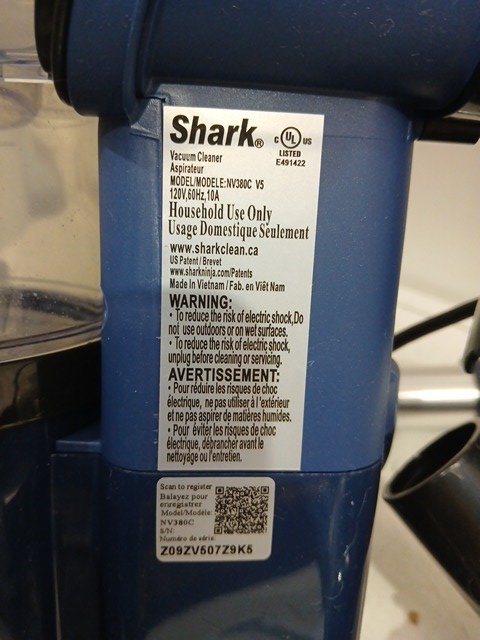 Shark®
C UL US
LISTED
E491422
Vacuum Cleaner
Aspirateur
MODEL/MODELE:NV380C V5
120V,60Hz,10A
Household Use Only
Usage Domestique Seulement
www.sharkclean.ca
US Patent / Brevet
www.sharkninja.com/Patents
Made In Vietnam / Fab. en Viêt Nam
WARNING:
• To reduce the risk of electric shock,Do
not use outdoors or on wet surfaces.
• To reduce the risk of electric shock,
unplug before cleaning or servicing.
AVERTISSEMENT:
• Pour réduire les risques de choc
électrique, ne pas utiliser à l'extérieur
et ne pas aspirer de matières humides.
• Pour éviter les risques de choc
électrique, débrancher avant le
nettoyage ou l'entretien.
Scan to register
Balayez pour
enregistrer
Model/Modèle:
NV380C
S/N:
Numéro de série:
Z09ZV507Z9K5